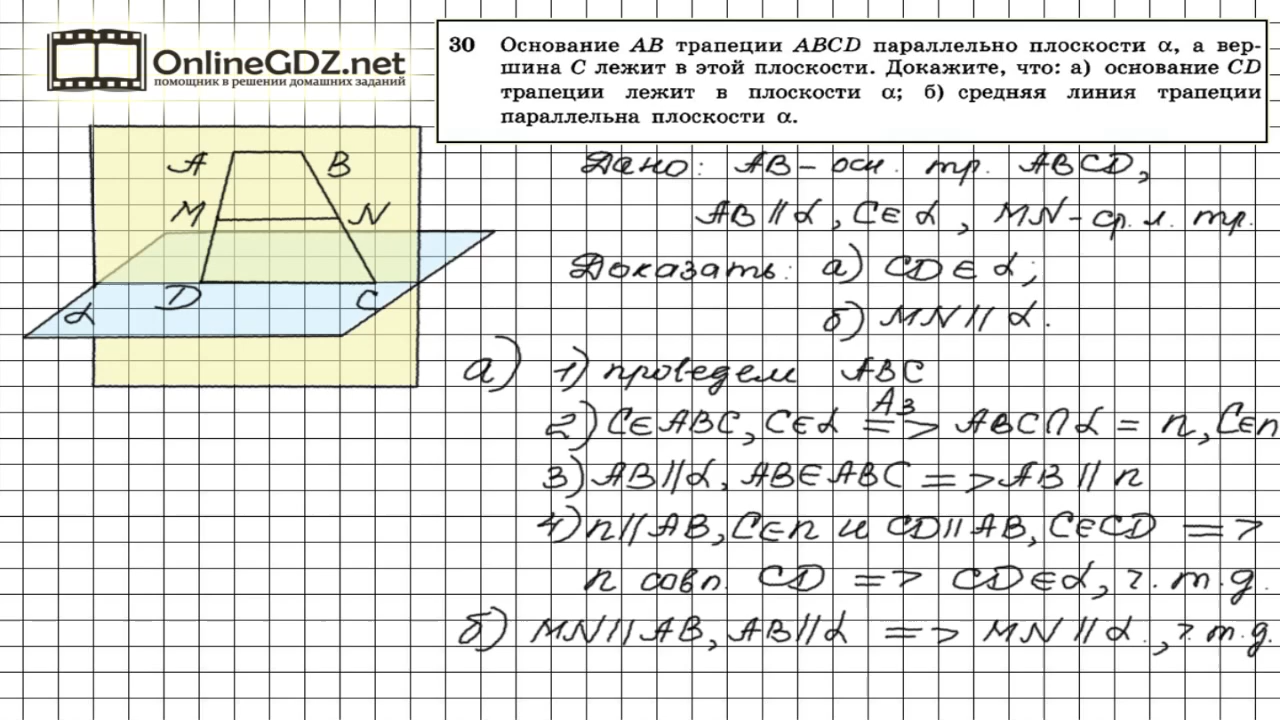 OnlineGDZ.net
помощник в решении домашних заданий
30 Основание AB трапеции ABCD параллельно плоскости α, а вер-
шина C лежит в этой плоскости. Докажите, что: а) основание CD
трапеции лежит в плоскости α; б) средняя линия трапеции
параллельна плоскости α.
A B
M N
D C
α
Дано: AB – осн. тр. ABCD,
AB || α, C ∈ α, MN – ср. л. тр.
Доказать: а) CD ∈ α;
б) MN || α.
а) 1) проведем ABC
2) C ∈ ABC, C ∈ α =А3=> ABC ∩ α = n, C ∈ n
3) AB || α, AB ∈ ABC => AB || n
4) n || AB, C ∈ n и CD || AB, C ∈ CD =>
n совп. CD => CD ∈ α, ч.т.д.
б) MN || AB, AB || α => MN || α, ч.т.д.